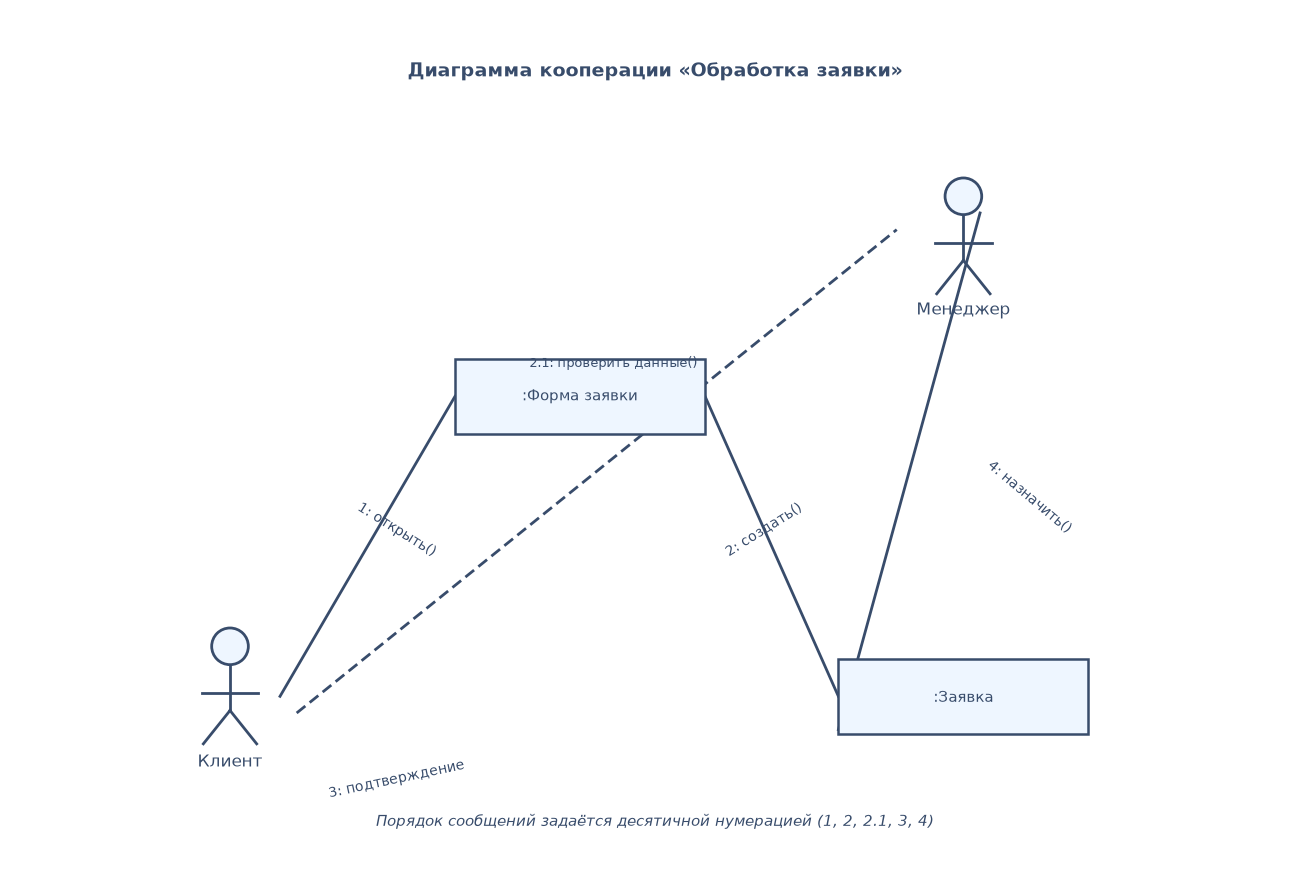 Диаграмма кооперации «Обработка заявки»
Менеджер
2.1: проверить данные()
:Форма заявки
4: назначить()
1: открыть()
2: создать()
:Заявка
Клиент
3: подтверждение
Порядок сообщений задаётся десятичной нумерацией (1, 2, 2.1, 3, 4)